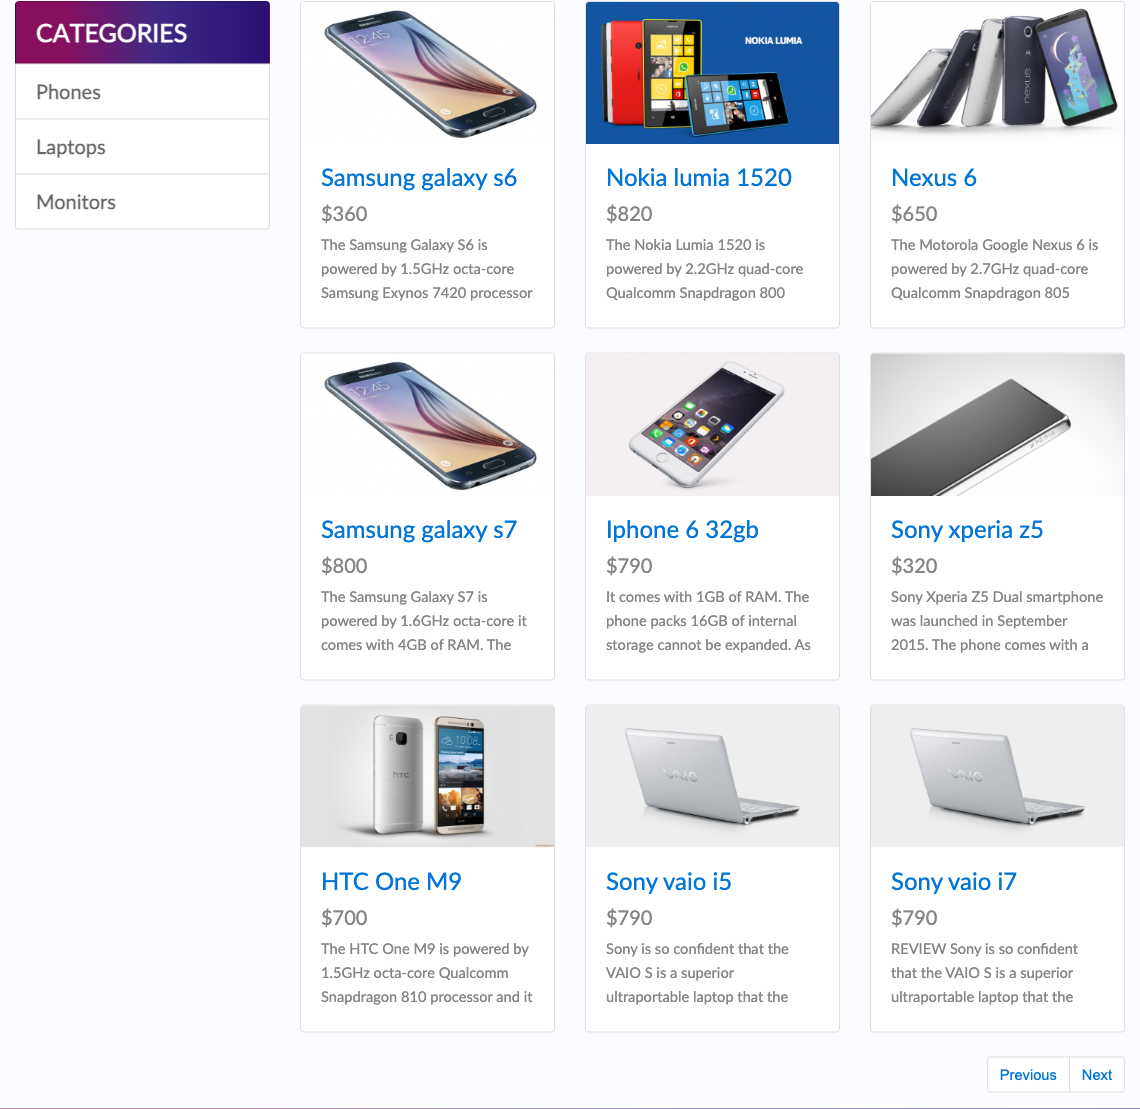 CATEGORIES
Phones
Laptops
Monitors
12:45
Samsung galaxy s6
$360
The Samsung Galaxy S6 is
powered by 1.5GHz octa-core
Samsung Exynos 7420 processor
NOKIA LUMIA
Nokia lumia 1520
$820
The Nokia Lumia 1520 is
powered by 2.2GHz quad-core
Qualcomm Snapdragon 800
nexus
Nexus 6
$650
The Motorola Google Nexus 6 is
powered by 2.7GHz quad-core
Qualcomm Snapdragon 805
12:45
Samsung galaxy s7
$800
The Samsung Galaxy S7 is
powered by 1.6GHz octa-core it
comes with 4GB of RAM. The
Iphone 6 32gb
$790
It comes with 1GB of RAM. The
phone packs 16GB of internal
storage cannot be expanded. As
XPERIA
Sony xperia z5
$320
Sony Xperia Z5 Dual smartphone
was launched in September
2015. The phone comes with a
hTC
10:08
HTC One M9
$700
The HTC One M9 is powered by
1.5GHz octa-core Qualcomm
Snapdragon 810 processor and it
VAIO
Sony vaio i5
$790
Sony is so confident that the
VAIO S is a superior
ultraportable laptop that the
VAIO
Sony vaio i7
$790
REVIEW Sony is so confident
that the VAIO S is a superior
ultraportable laptop that the
Previous
Next